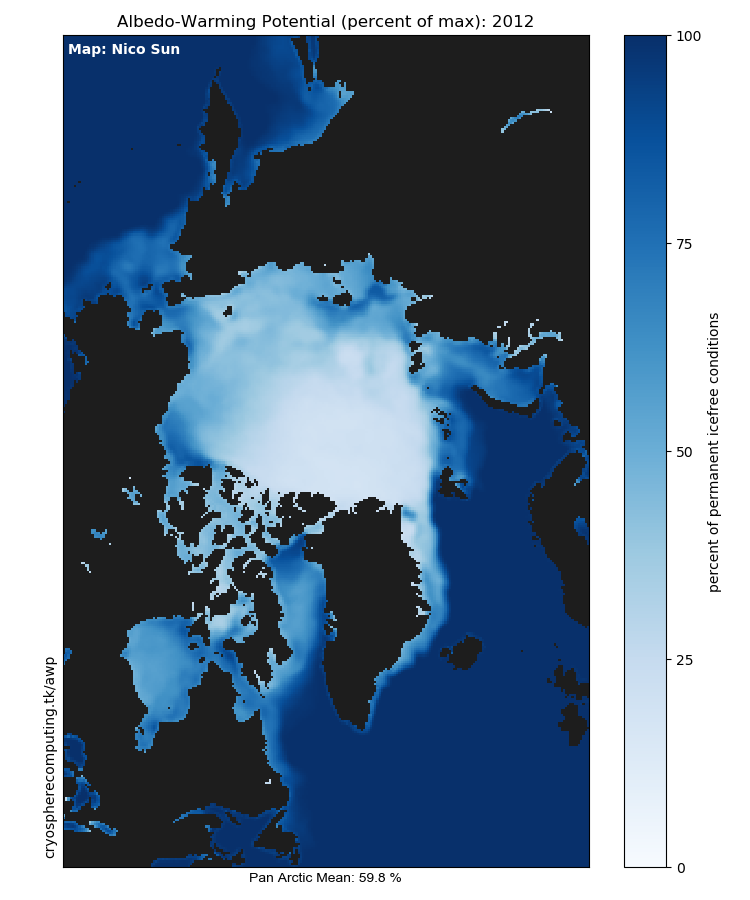 Albedo-Warming Potential (percent of max): 2012
Map: Nico Sun
100
75
50
25
0
percent of permanent icefree conditions
cryospherecomputing.tk/awp
Pan Arctic Mean: 59.8 %